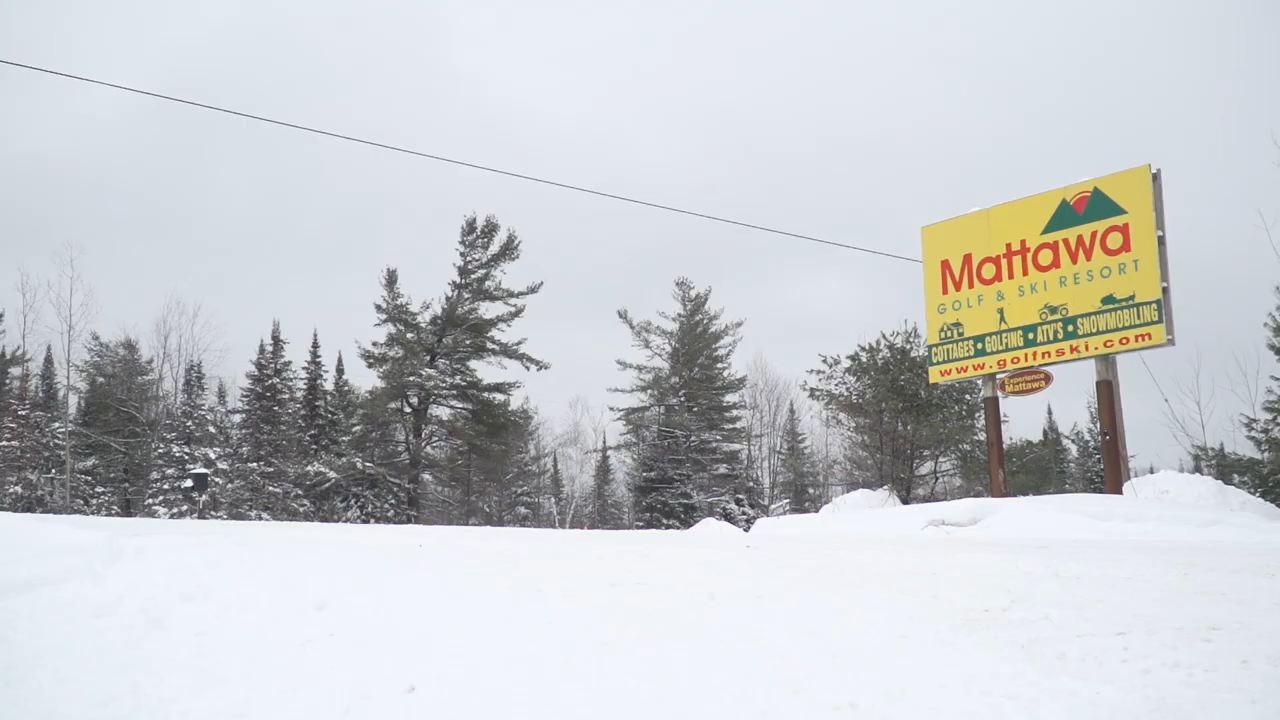 Mattawa
GOLF & SKI RESORT
COTTAGES • GOLFING • ATV'S • SNOWMOBILING
www.golfnski.com
Experience
Mattawa